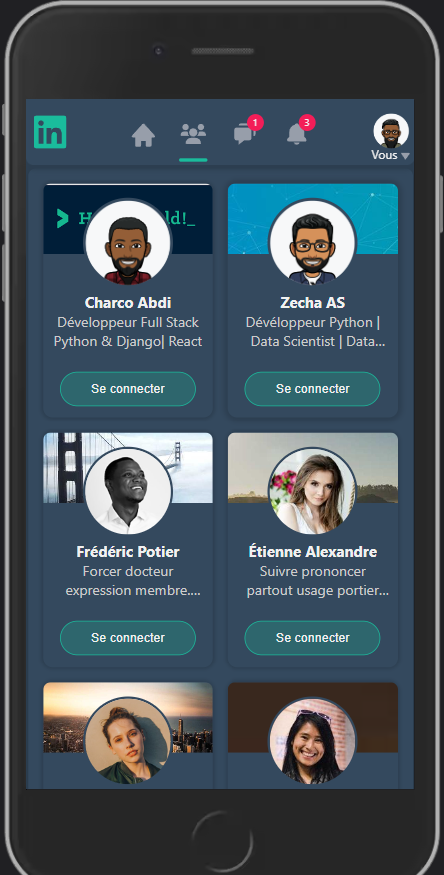 in
1
3
Vous
H ld!_
Charco Abdi
Développeur Full Stack
Python & Django| React
Se connecter
Zecha AS
Dévéloppeur Python |
Data Scientist | Data...
Se connecter
Frédéric Potier
Forcer docteur
expression membre....
Se connecter
Étienne Alexandre
Suivre prononcer
partout usage portier...
Se connecter